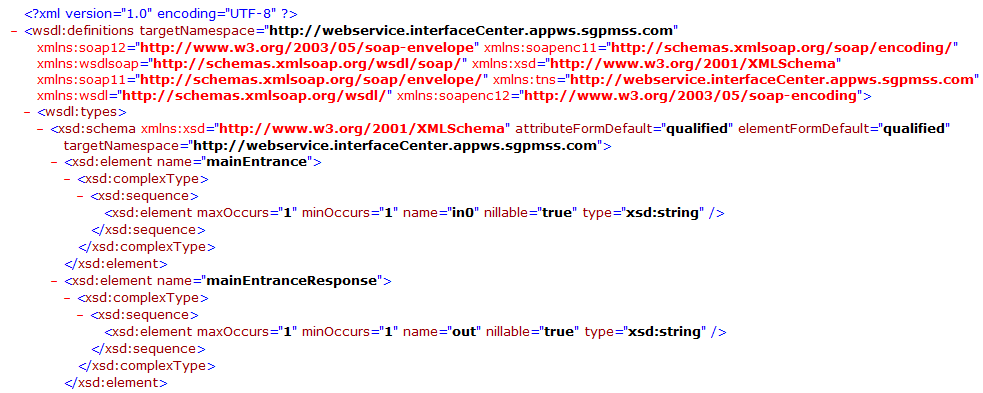 <?xml version="1.0" encoding="UTF-8" ?>
- <wsdl:definitions targetNamespace="http://webservice.interfaceCenter.appws.sgpmss.com"
xmlns:soap12="http://www.w3.org/2003/05/soap-envelope" xmlns:soapenc11="http://schemas.xmlsoap.org/soap/encoding/"
xmlns:wsdlsoap="http://schemas.xmlsoap.org/wsdl/soap/" xmlns:xsd="http://www.w3.org/2001/XMLSchema"
xmlns:soap11="http://schemas.xmlsoap.org/soap/envelope/" xmlns:tns="http://webservice.interfaceCenter.appws.sgpmss.com"
xmlns:wsdl="http://schemas.xmlsoap.org/wsdl/" xmlns:soapenc12="http://www.w3.org/2003/05/soap-encoding">
- <wsdl:types>
- <xsd:schema xmlns:xsd="http://www.w3.org/2001/XMLSchema" attributeFormDefault="qualified" elementFormDefault="qualified"
targetNamespace="http://webservice.interfaceCenter.appws.sgpmss.com">
- <xsd:element name="mainEntrance">
- <xsd:complexType>
- <xsd:sequence>
<xsd:element maxOccurs="1" minOccurs="1" name="in0" nillable="true" type="xsd:string" />
</xsd:sequence>
</xsd:complexType>
</xsd:element>
- <xsd:element name="mainEntranceResponse">
- <xsd:complexType>
- <xsd:sequence>
<xsd:element maxOccurs="1" minOccurs="1" name="out" nillable="true" type="xsd:string" />
</xsd:sequence>
</xsd:complexType>
</xsd:element>